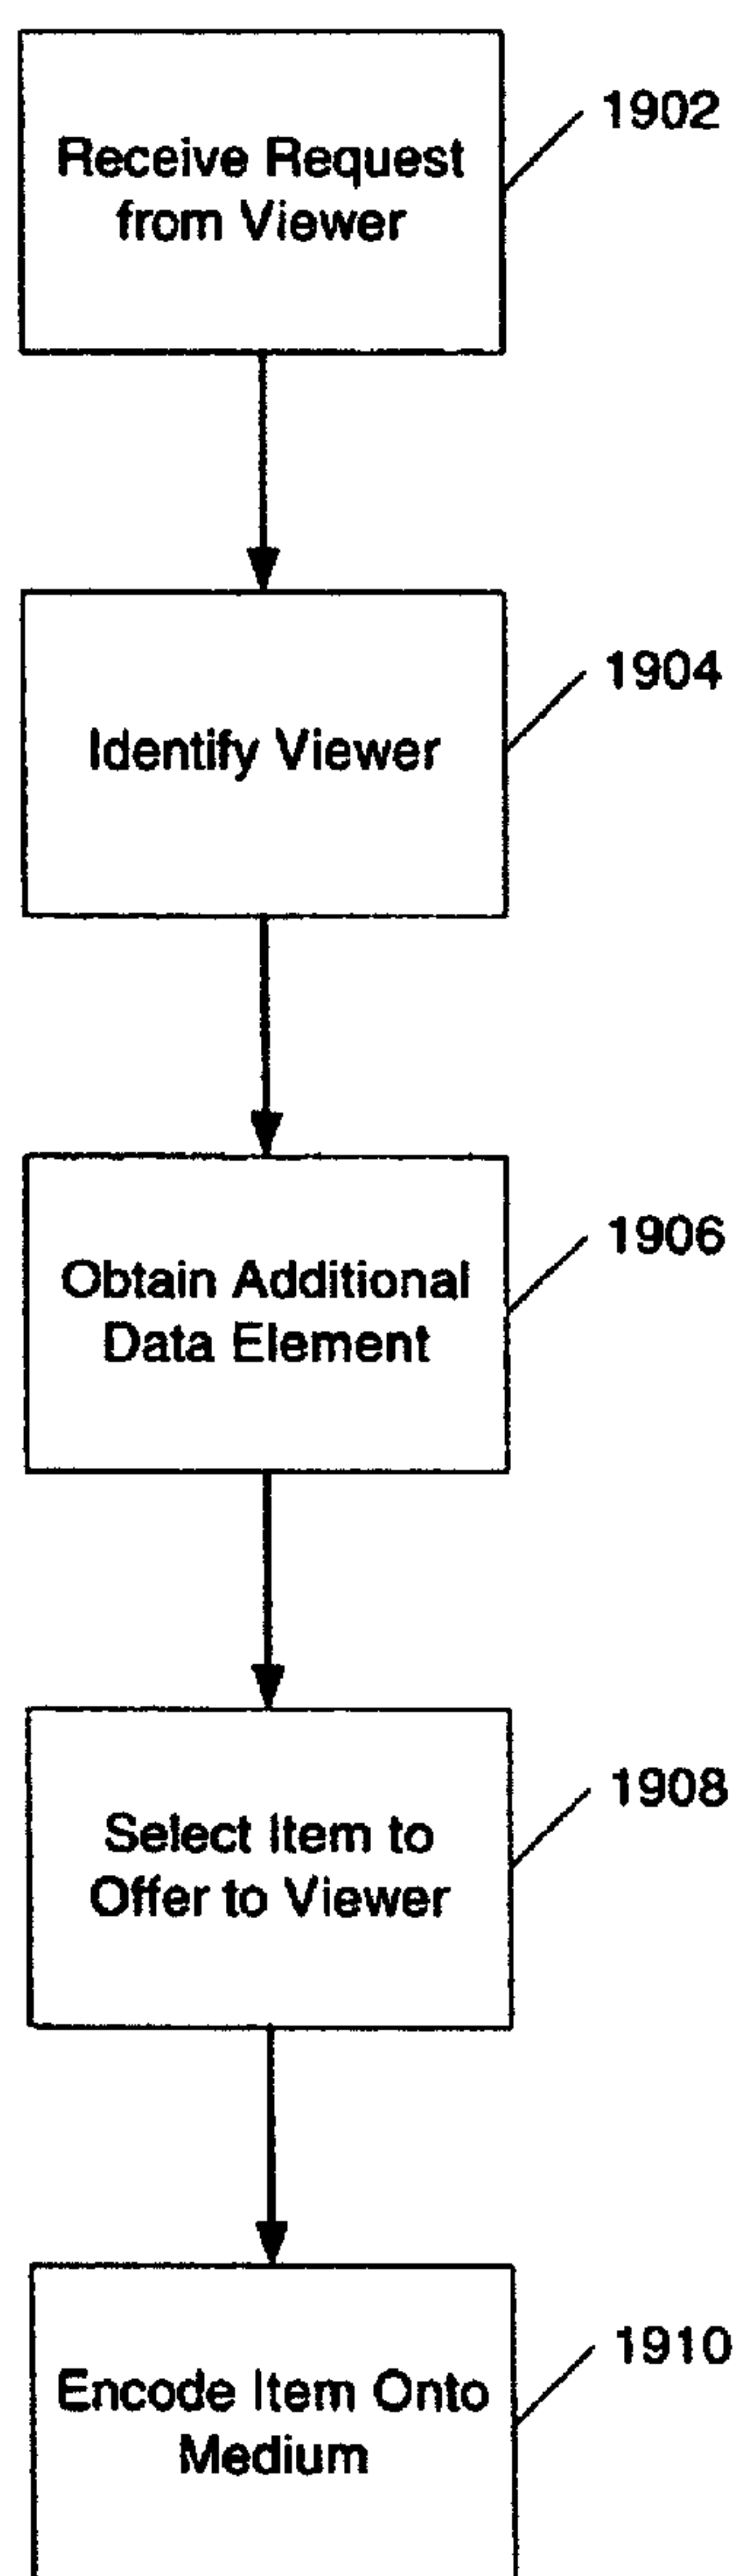 Receive Request
from Viewer
1902
Identify Viewer
1904
Obtain Additional
Data Element
1906
Select Item to
Offer to Viewer
1908
Encode Item Onto
Medium
1910